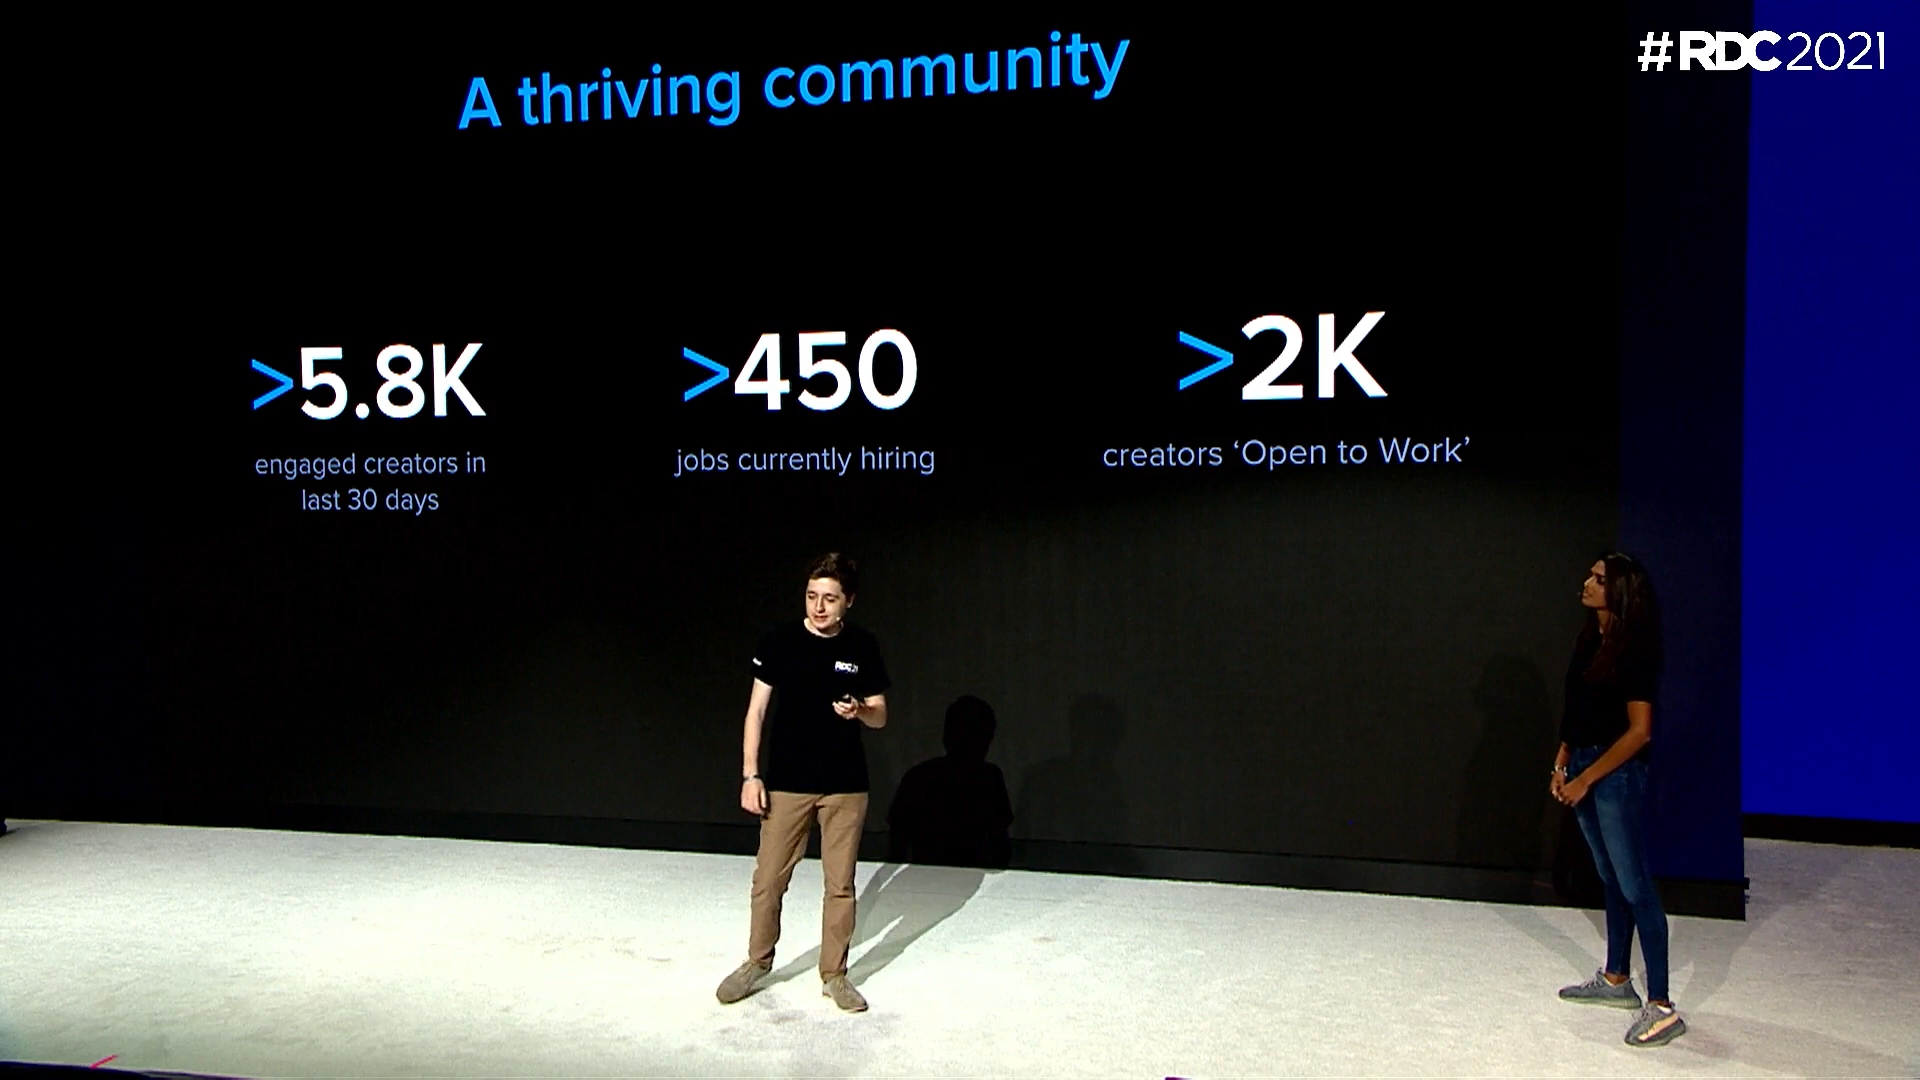 #RDC2021
A thriving community
>5.8K
engaged creators in
last 30 days
>450
jobs currently hiring
>2K
creators ‘Open to Work’
RDC21